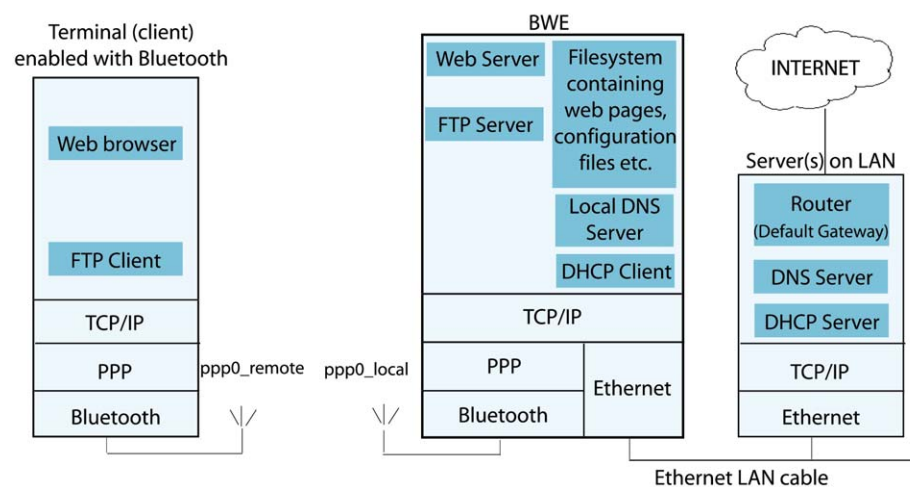 Terminal (client)
enabled with Bluetooth
Web browser
FTP Client
TCP/IP
PPP
Bluetooth
ppp0_remote
ppp0_local
BWE
Web Server
FTP Server
Filesystem
containing
web pages,
configuration
files etc.
Local DNS
Server
DHCP Client
TCP/IP
PPP
Bluetooth
Ethernet
INTERNET
Server(s) on LAN
Router
(Default Gateway)
DNS Server
DHCP Server
TCP/IP
Ethernet
Ethernet LAN cable